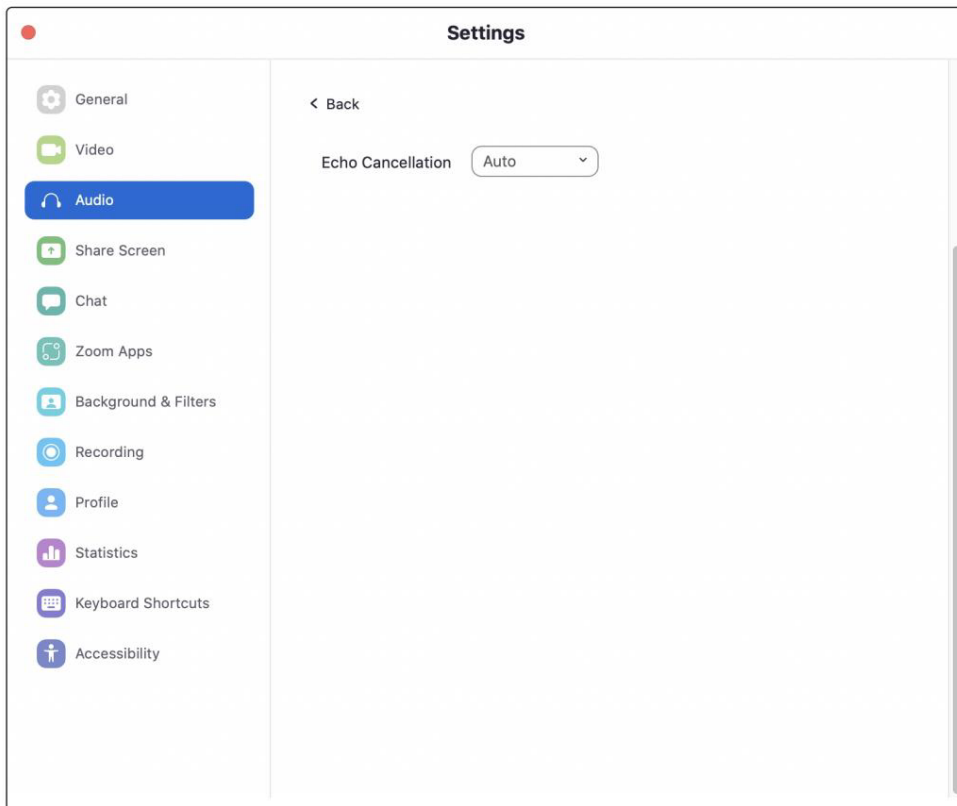 Settings
General
Video
Audio
Share Screen
Chat
Zoom Apps
Background & Filters
Recording
Profile
Statistics
Keyboard Shortcuts
Accessibility
Back
Echo Cancellation Auto